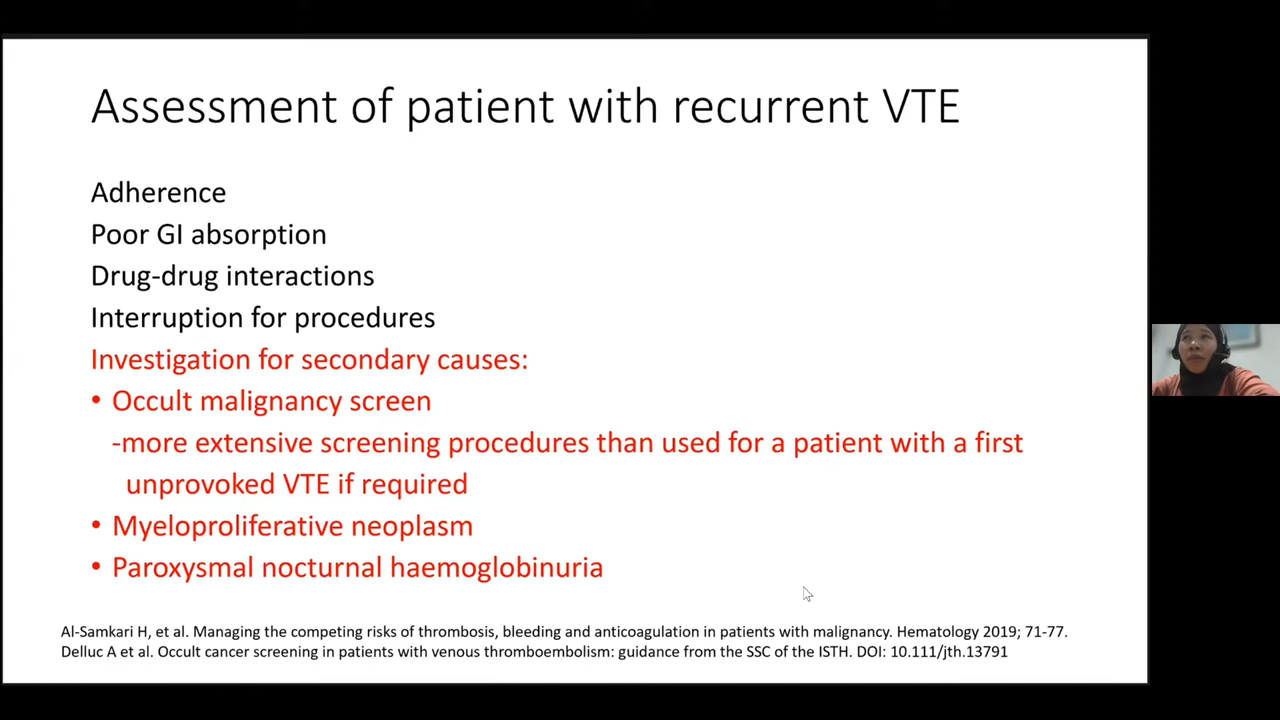 Assessment of patient with recurrent VTE
Adherence
Poor GI absorption
Drug-drug interactions
Interruption for procedures
Investigation for secondary causes:
• Occult malignancy screen
-more extensive screening procedures than used for a patient with a first
unprovoked VTE if required
• Myeloproliferative neoplasm
• Paroxysmal nocturnal haemoglobinuria
Al-Samkari H, et al. Managing the competing risks of thrombosis, bleeding and anticoagulation in patients with malignancy. Hematology 2019; 71-77.
Delluc A et al. Occult cancer screening in patients with venous thromboembolism: guidance from the SSC of the ISTH. DOI: 10.111/jth.13791